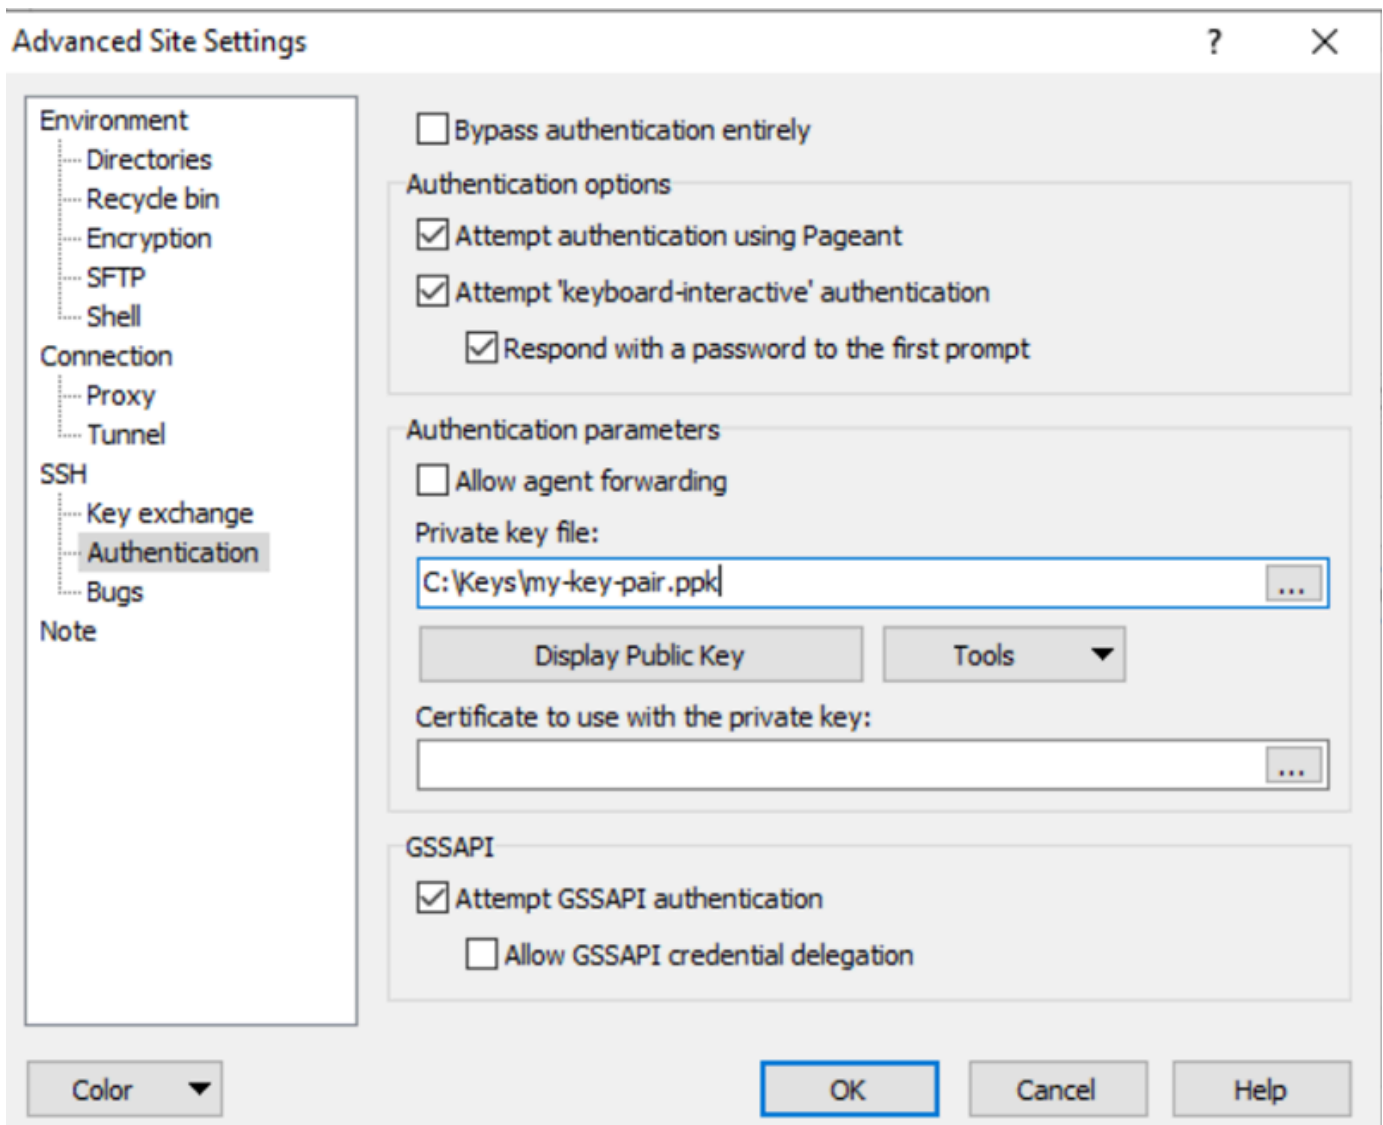 Advanced Site Settings
?
Environment
Directories
Recycle bin
Encryption
SFTP
Shell
Connection
Proxy
Tunnel
SSH
Key exchange
Authentication
Bugs
Note
Bypass authentication entirely
Authentication options
Attempt authentication using Pageant
Attempt 'keyboard-interactive' authentication
Respond with a password to the first prompt
Authentication parameters
Allow agent forwarding
Private key file:
C:\Keys\my-key-pair.ppk
...
Display Public Key
Tools
Certificate to use with the private key:
...
GSSAPI
Attempt GSSAPI authentication
Allow GSSAPI credential delegation
Color
OK
Cancel
Help